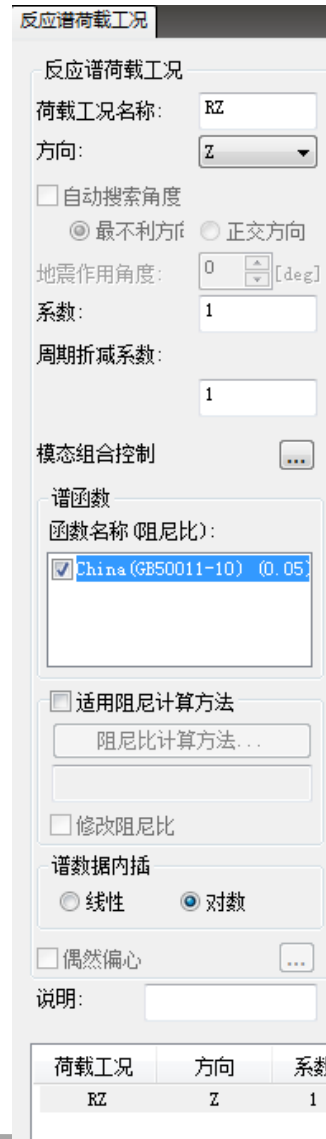 反应谱荷载工况
反应谱荷载工况
荷载工况名称: RZ
方向: Z
自动搜索角度
最不利方 正交方向
地震作用角度: 0 [deg]
系数: 1
周期折减系数:
1
模态组合控制 ...
谱函数
函数名称(阻尼比):
China(GB50011-10) (0.05)
适用阻尼计算方法
阻尼比计算方法...
修改阻尼比
谱数据内插
线性 对数
偶然偏心 ...
说明:
荷载工况 方向 系数
RZ Z 1